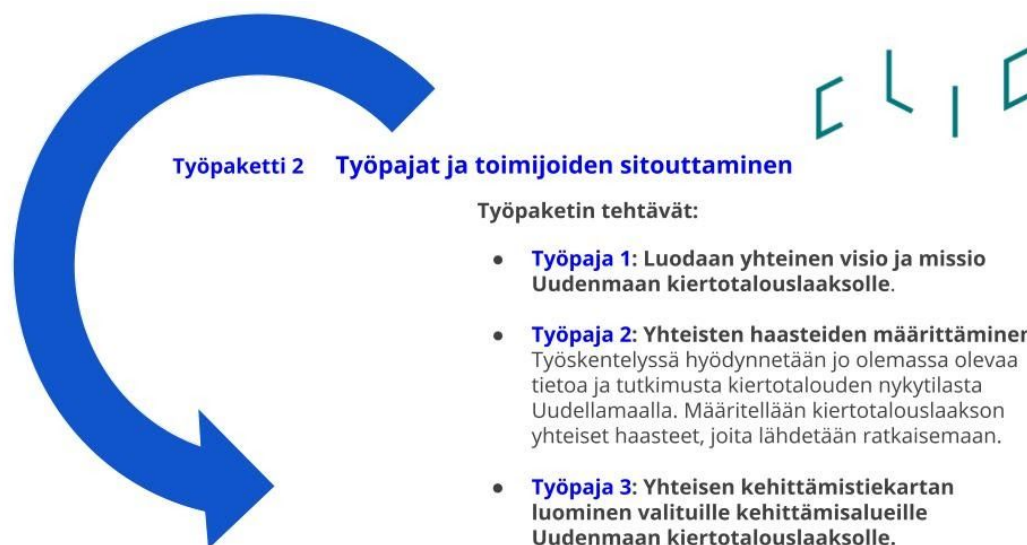 CLIC
Työpaketti 2 Työpajat ja toimijoiden sitouttaminen
Työpaketin tehtävät:
● Työpaja 1: Luodaan yhteinen visio ja missio
Uudenmaan kiertotalouslaaksolle.
● Työpaja 2: Yhteisten haasteiden määrittäminen
Työskentelyssä hyödynnetään jo olemassa olevaa
tietoa ja tutkimusta kiertotalouden nykytilasta
Uudellamaalla. Määritellään kiertotalouslaakson
yhteiset haasteet, joita lähdetään ratkaisemaan.
● Työpaja 3: Yhteisen kehittämistiekartan
luominen valituille kehittämisalueille
Uudenmaan kiertotalouslaaksolle.